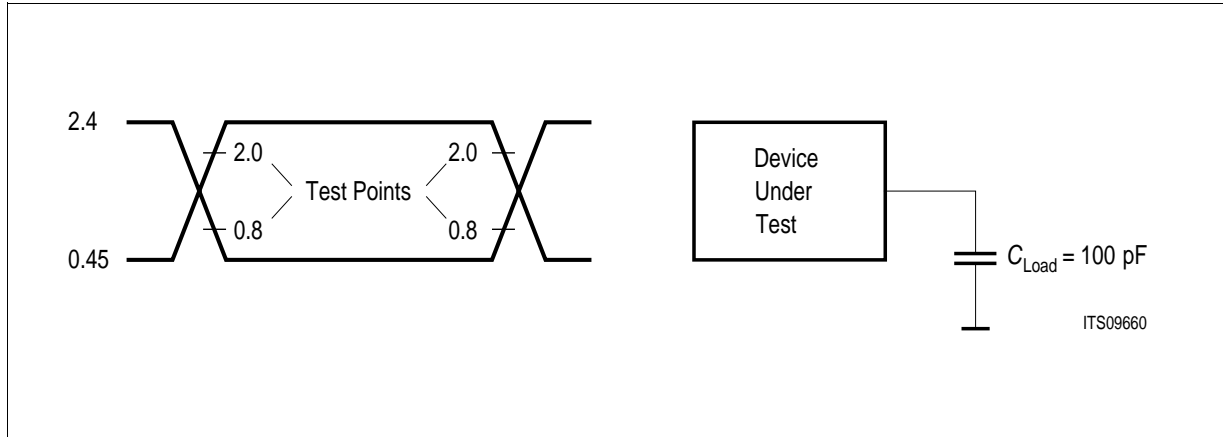 2.4
2.0
2.0
Test Points
0.8
0.8
0.45
Device
Under
Test
C_Load = 100 pF
ITS09660